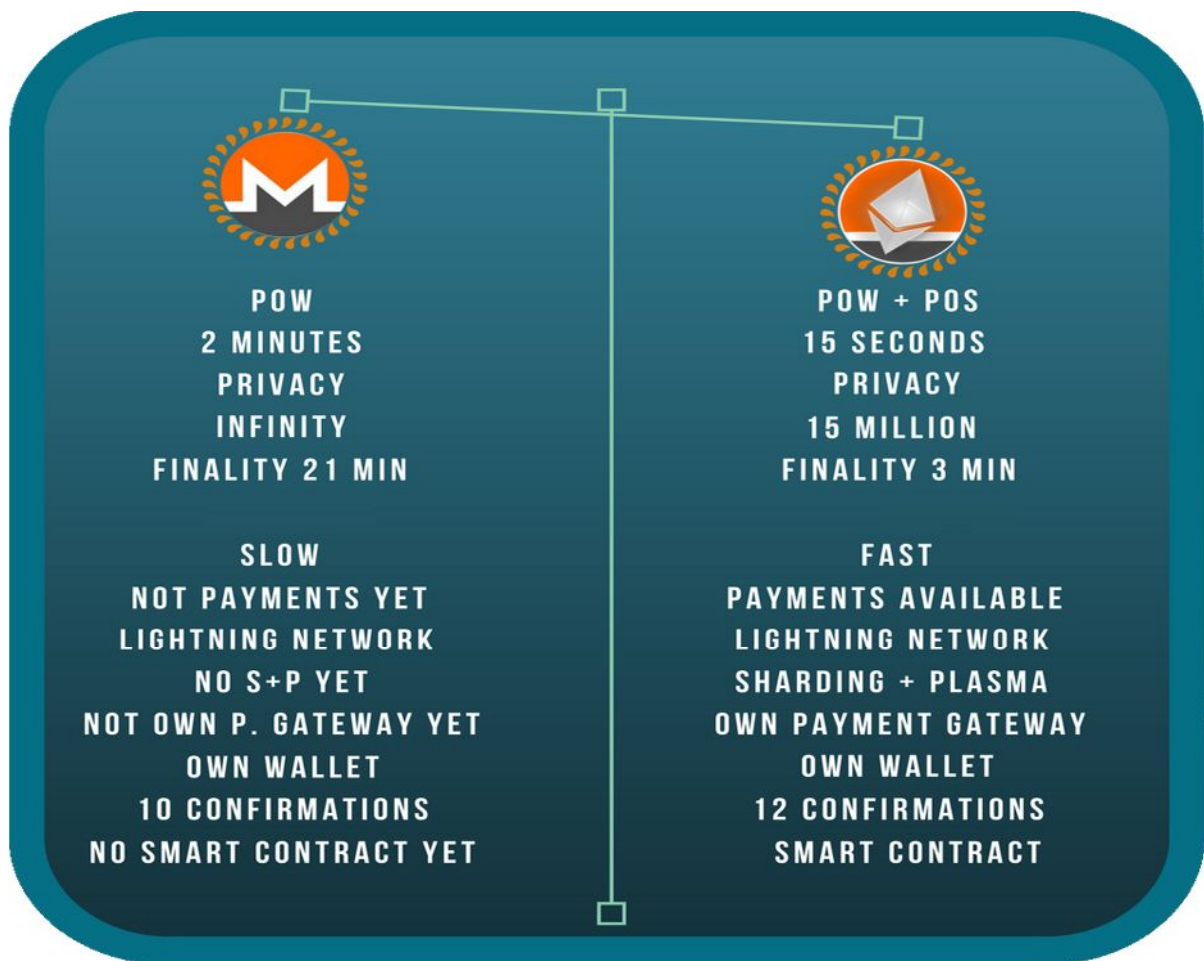 POW
2 MINUTES
PRIVACY
INFINITY
FINALITY 21 MIN
SLOW
NOT PAYMENTS YET
LIGHTNING NETWORK
NO S+P YET
NOT OWN P. GATEWAY YET
OWN WALLET
10 CONFIRMATIONS
NO SMART CONTRACT YET
POW + POS
15 SECONDS
PRIVACY
15 MILLION
FINALITY 3 MIN
FAST
PAYMENTS AVAILABLE
LIGHTNING NETWORK
SHARDING + PLASMA
OWN PAYMENT GATEWAY
OWN WALLET
12 CONFIRMATIONS
SMART CONTRACT